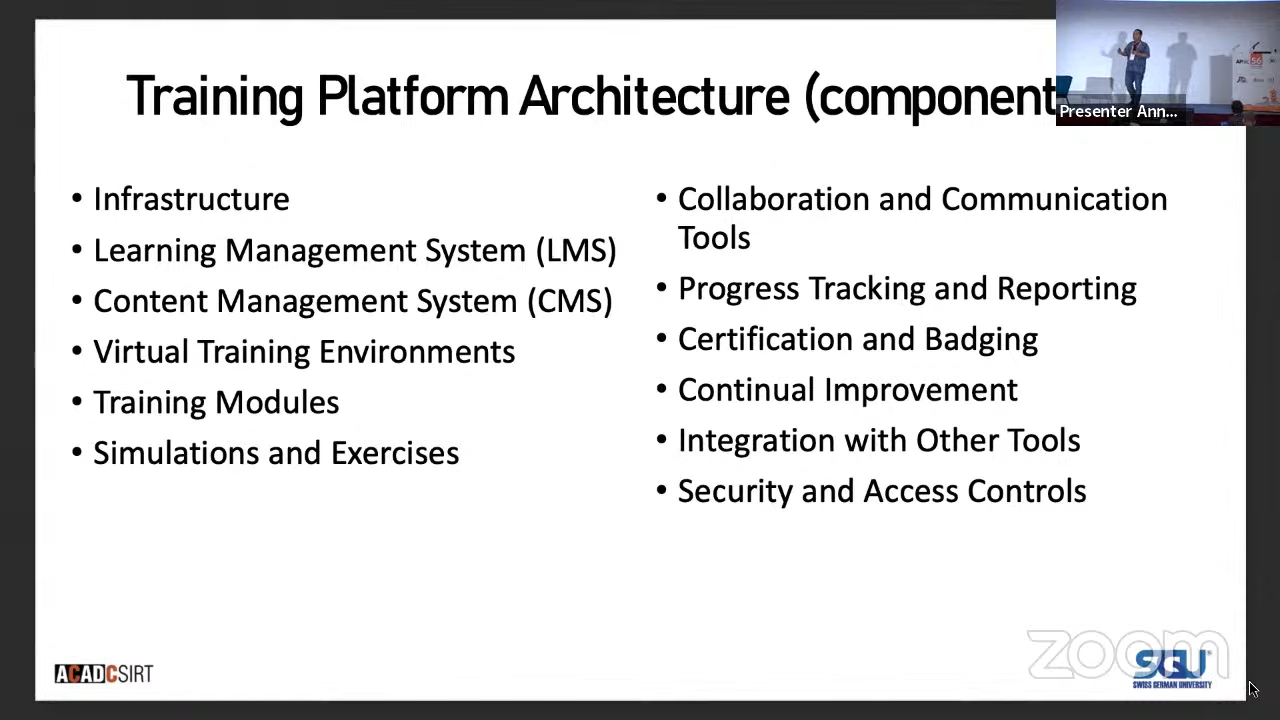 Training Platform Architecture (component
Presenter Ann...
• Infrastructure
• Learning Management System (LMS)
• Content Management System (CMS)
• Virtual Training Environments
• Training Modules
• Simulations and Exercises
• Collaboration and Communication
Tools
• Progress Tracking and Reporting
• Certification and Badging
• Continual Improvement
• Integration with Other Tools
• Security and Access Controls
ACADCSIRT
zoom
SGU
SWISS GERMAN UNIVERSITY